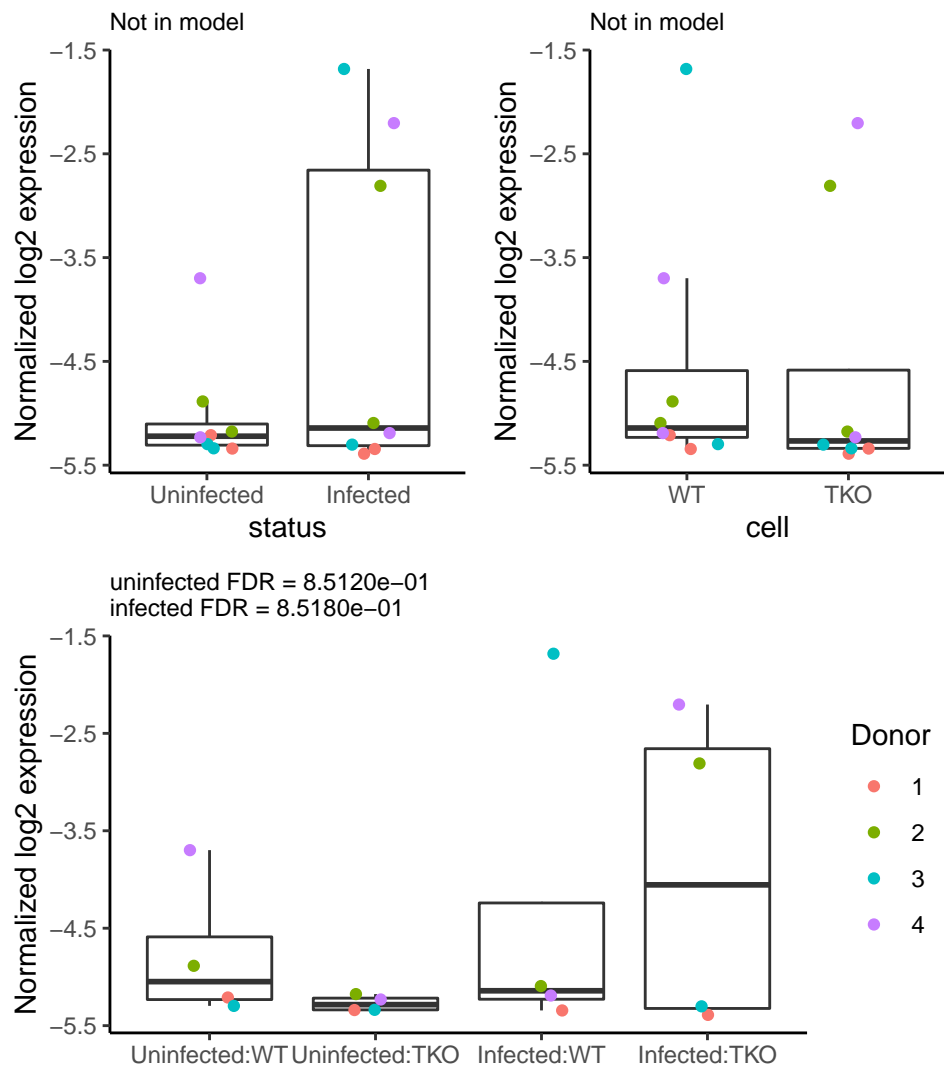 Not in model
Normalized log2 expression
−1.5
−2.5
−3.5
−4.5
−5.5
Uninfected Infected
status
Not in model
Normalized log2 expression
−1.5
−2.5
−3.5
−4.5
−5.5
WT TKO
cell
uninfected FDR = 8.5120e−01
infected FDR = 8.5180e−01
Normalized log2 expression
−1.5
−2.5
−3.5
−4.5
−5.5
Uninfected:WT Uninfected:TKO Infected:WT Infected:TKO
Donor
1
2
3
4